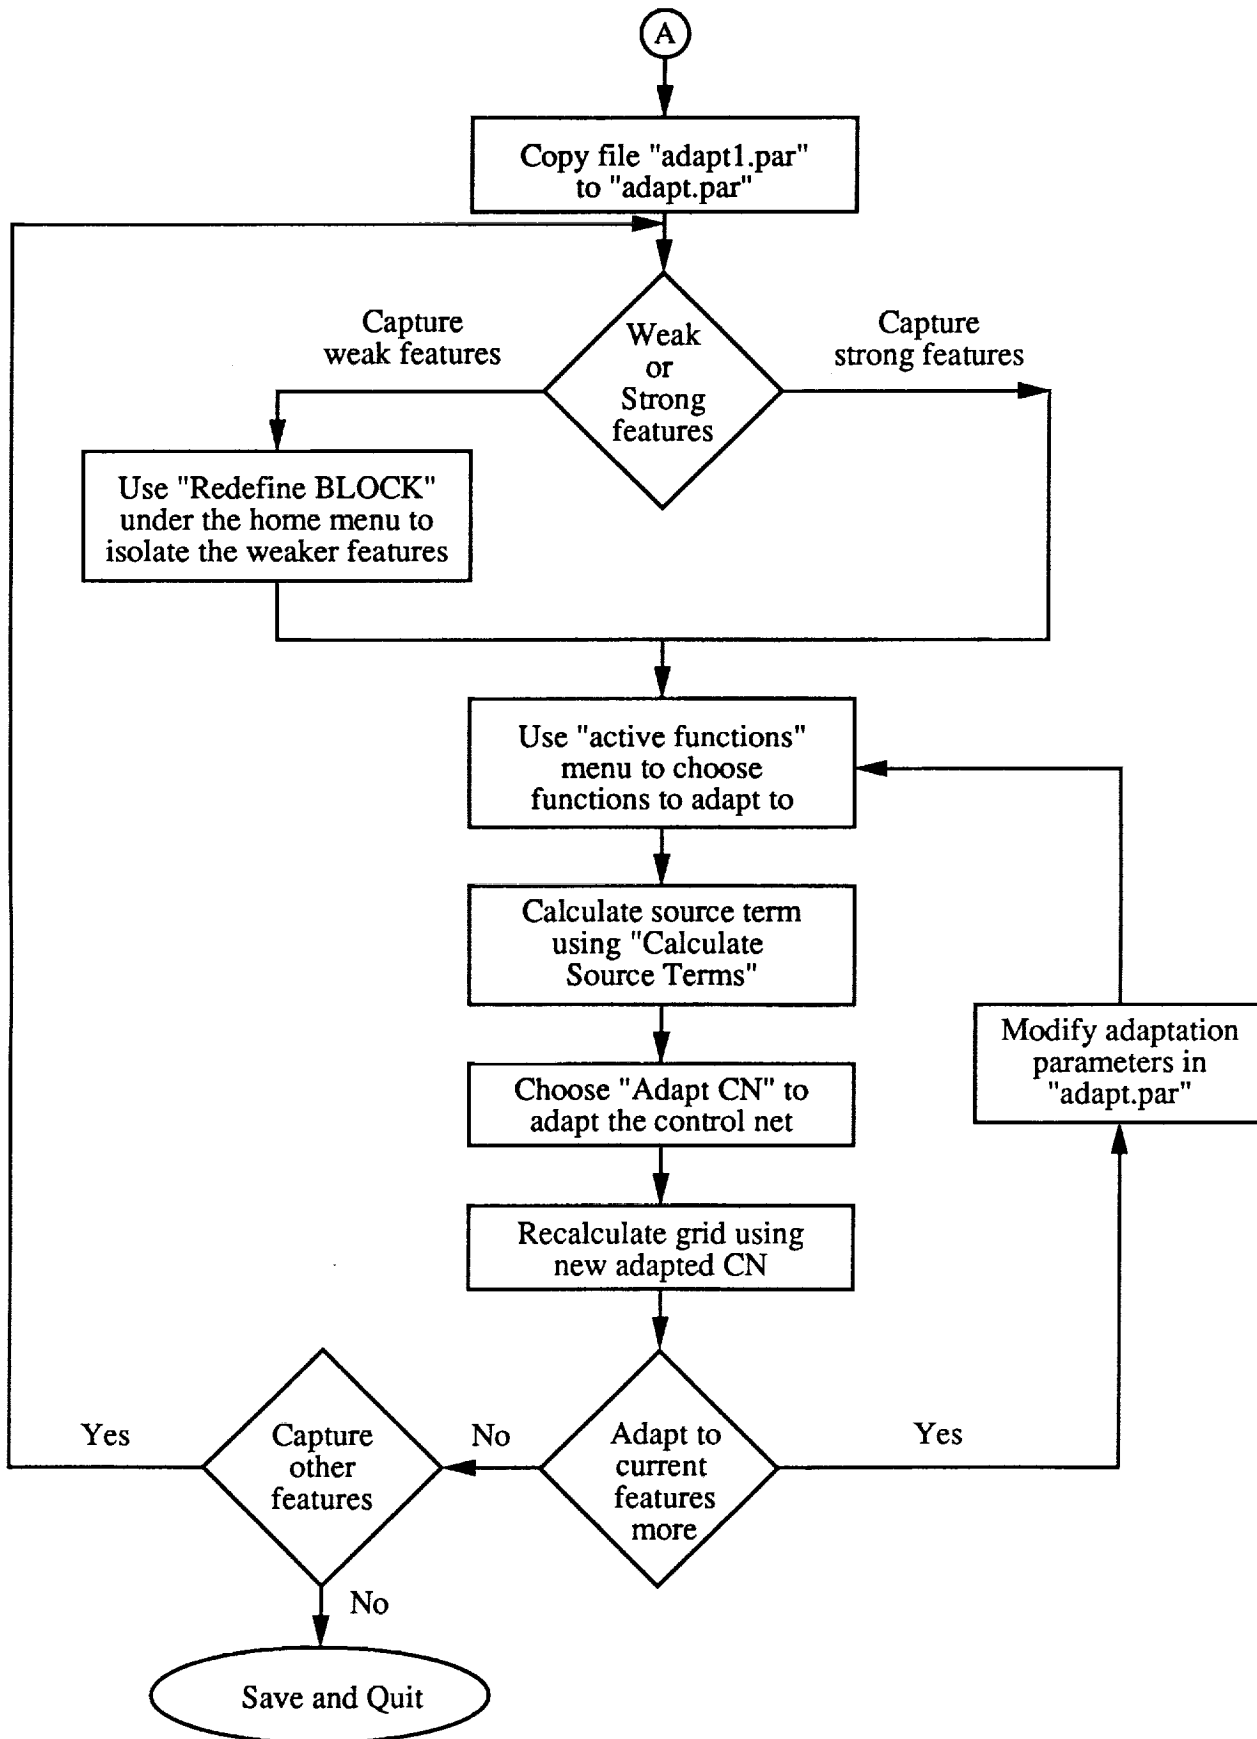 A
Copy file "adapt1.par"
to "adapt.par"
Capture
weak features
Weak
or
Strong
features
Capture
strong features
Use "Redefine BLOCK"
under the home menu to
isolate the weaker features
Use "active functions"
menu to choose
functions to adapt to
Calculate source term
using "Calculate
Source Terms"
Modify adaptation
parameters in
"adapt.par"
Choose "Adapt CN" to
adapt the control net
Recalculate grid using
new adapted CN
Yes
Capture
other
features
No
Adapt to
current
features
more
Yes
No
Save and Quit